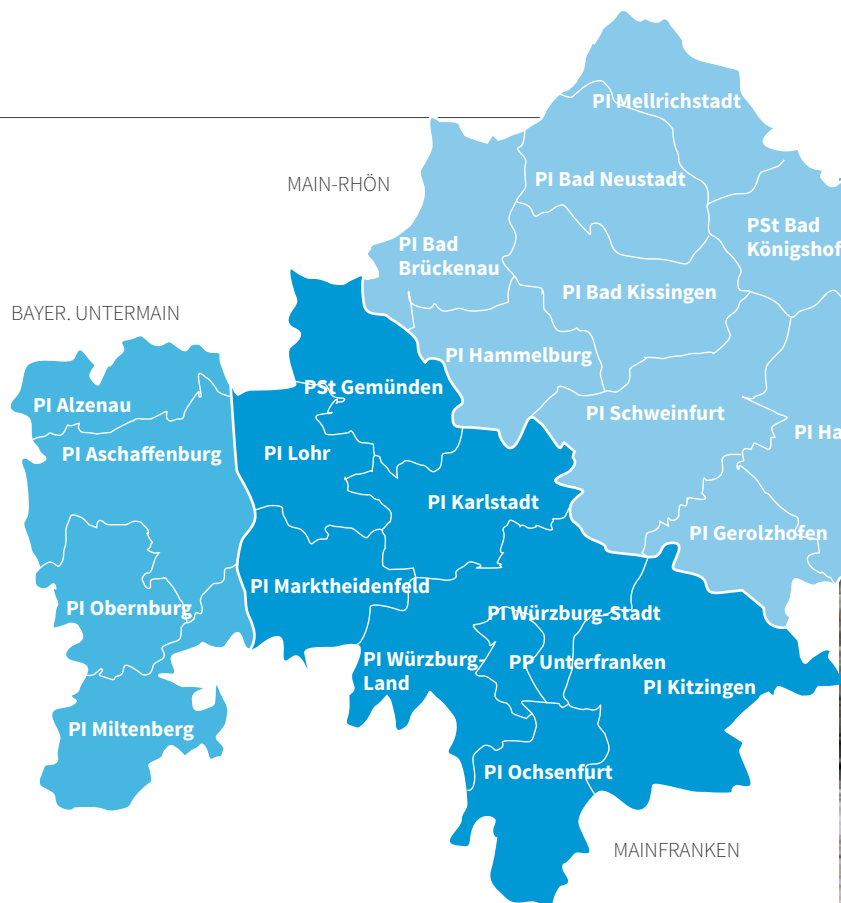 PI Mellrichstadt
MAIN-RHÖN
PI Bad Neustadt
PSt Bad
Königshof
PI Bad
Brückenau
PI Bad Kissingen
BAYER. UNTERMAIN
PI Hammelburg
PSt Gemünden
PI Alzenau
PI Schweinfurt
PI Ha
PI Aschaffenburg
PI Lohr
PI Karlstadt
PI Gerolzhofen
PI Marktheidenfeld
PI Obernburg
PI Würzburg-Stadt
PI Würzburg-
Land
PP Unterfranken
PI Kitzingen
PI Miltenberg
PI Ochsenfurt
MAINFRANKEN